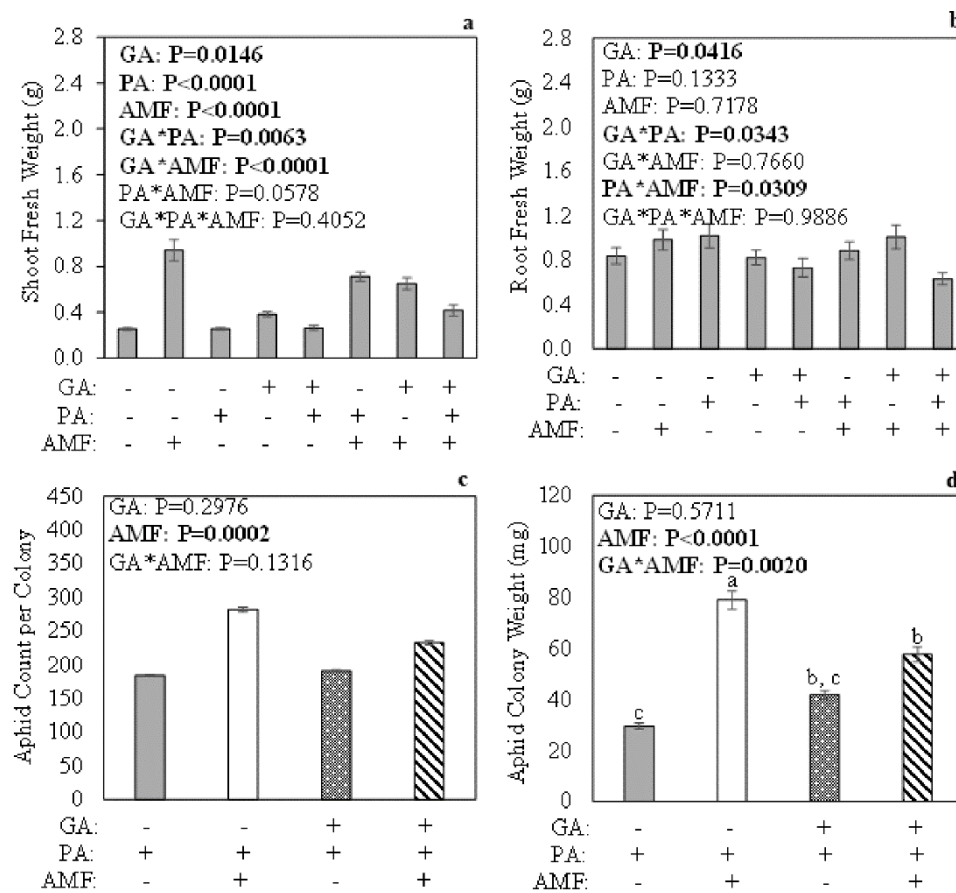 a
2.8
2.4
2.0
1.6
1.2
0.8
0.4
0.0
Shoot Fresh Weight (g)
GA: P=0.0146
PA: P<0.0001
AMF: P<0.0001
GA*PA: P=0.0063
GA*AMF: P<0.0001
PA*AMF: P=0.0578
GA*PA*AMF: P=0.4052
GA: - - - + + - + +
PA: - - + - + + - +
AMF: - + - - - + + +
b
2.8
2.4
2.0
1.6
1.2
0.8
0.4
0.0
Root Fresh Weight (g)
GA: P=0.0416
PA: P=0.1333
AMF: P=0.7178
GA*PA: P=0.0343
GA*AMF: P=0.7660
PA*AMF: P=0.0309
GA*PA*AMF: P=0.9886
GA: - - - + + - + +
PA: - - + - + + - +
AMF: - + - - - + + +
c
450
400
350
300
250
200
150
100
50
0
Aphid Count per Colony
GA: P=0.2976
AMF: P=0.0002
GA*AMF: P=0.1316
GA: - - + +
PA: + + + +
AMF: - + - +
d
120
100
80
60
40
20
0
Aphid Colony Weight (mg)
GA: P=0.5711
AMF: P<0.0001
GA*AMF: P=0.0020
a
b
b, c
c
GA: - - + +
PA: + + + +
AMF: - + - +